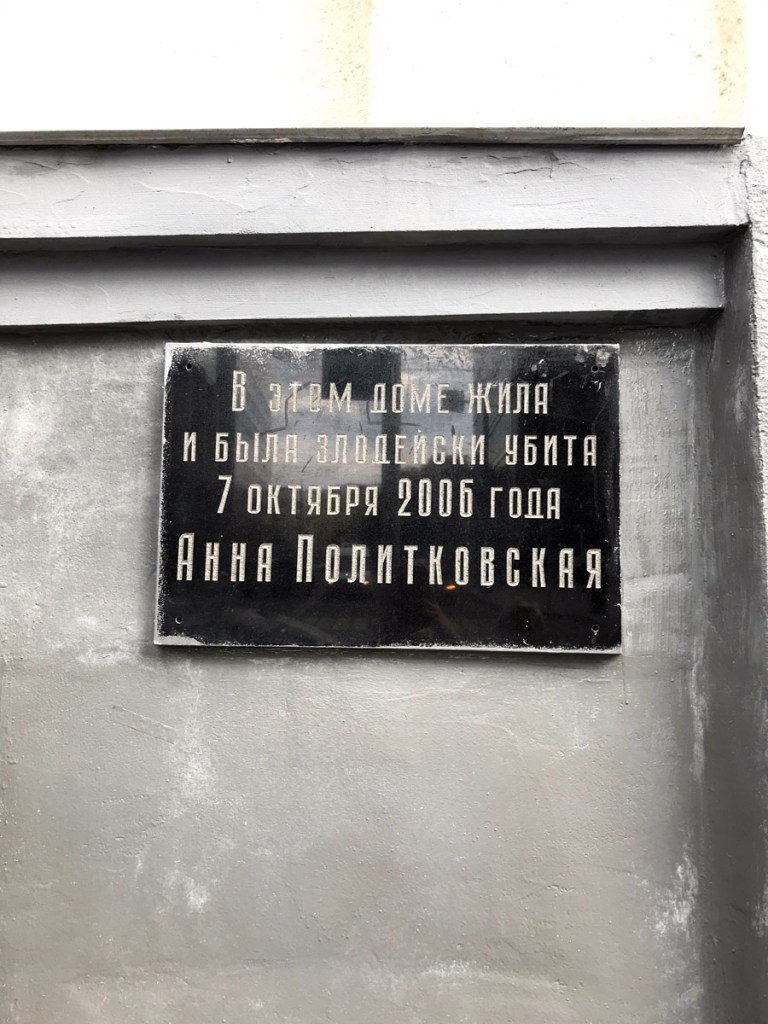 В этом доме жила
и была злодейски убита
7 октября 2006 года
Анна Политковская